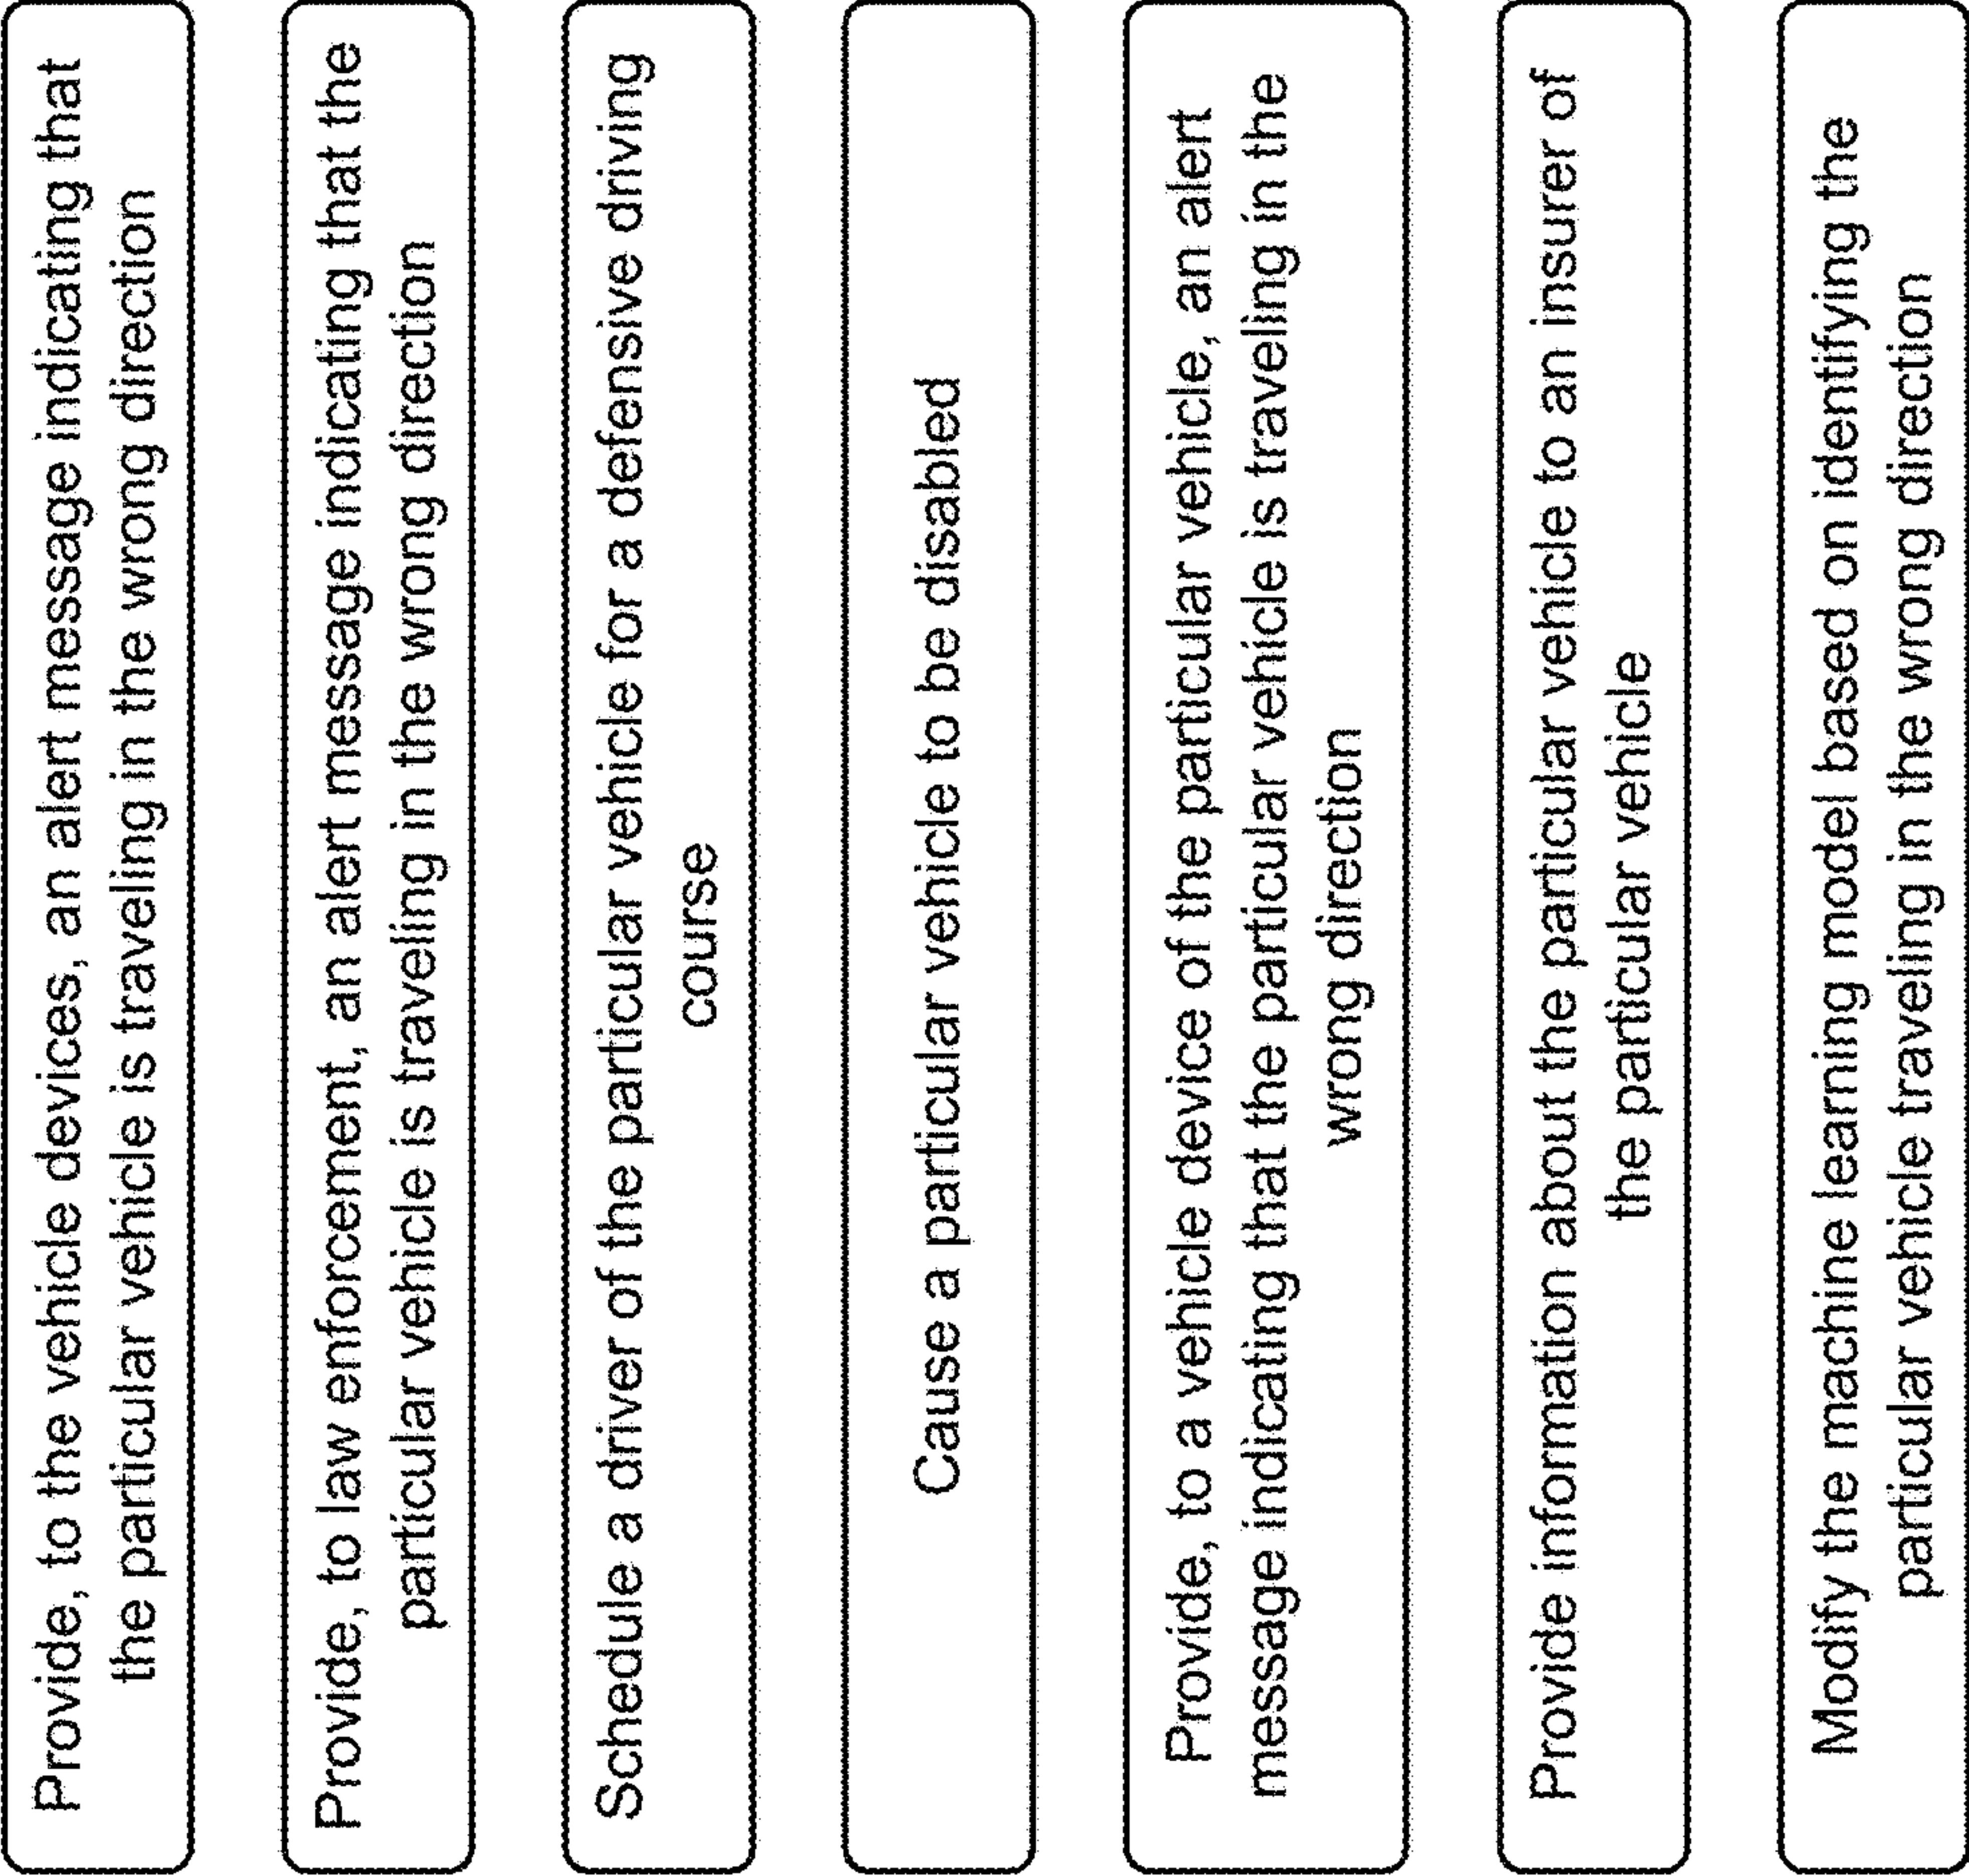 Provide, to the vehicle devices, an alert message indicating that
the particular vehicle is traveling in the wrong direction
Provide, to law enforcement, an alert message indicating that the
particular vehicle is traveling in the wrong direction
Schedule a driver of the particular vehicle for a defensive driving
course
Cause a particular vehicle to be disabled
Provide, to a vehicle device of the particular vehicle, an alert
message indicating that the particular vehicle is traveling in the
wrong direction
Provide information about the particular vehicle to an insurer of
the particular vehicle
Modify the machine learning model based on identifying the
particular vehicle traveling in the wrong direction